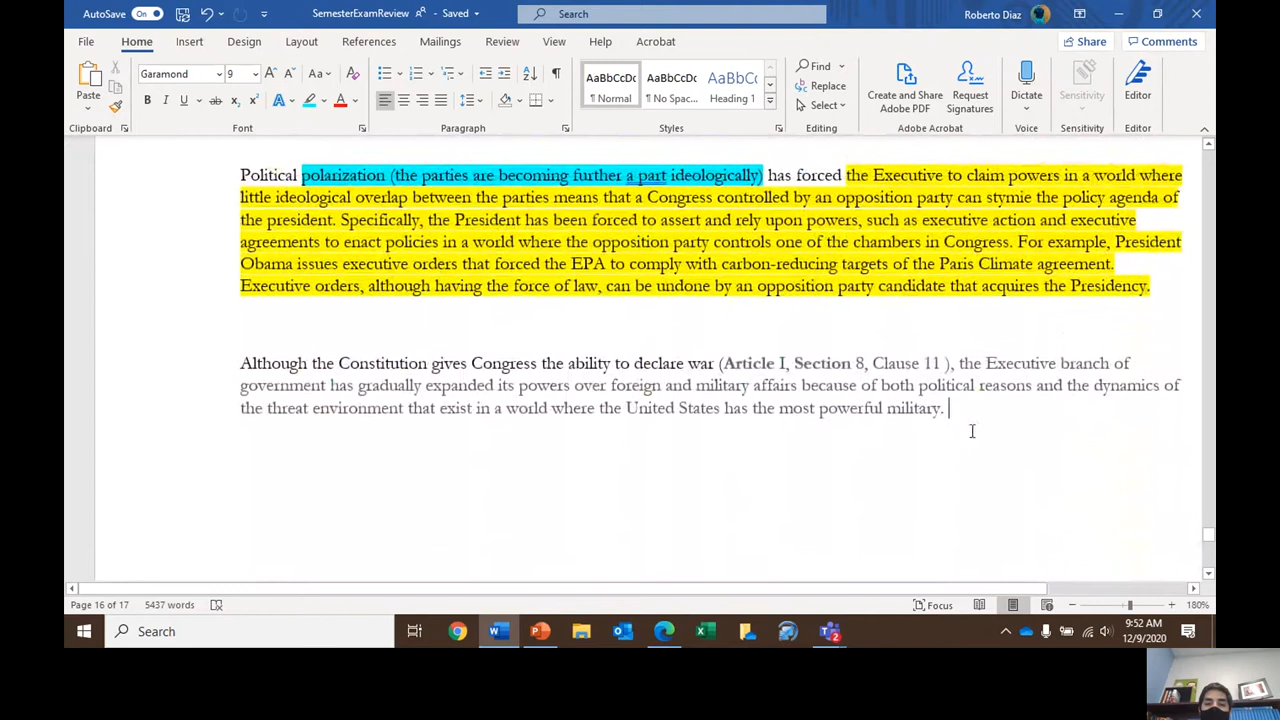 AutoSave On SemesterExamReview - Saved Search Roberto Diaz
File Home Insert Design Layout References Mailings Review View Help Acrobat Share Comments
Garamond 9 Aa AaBbCcDc AaBbCcDc AaBbCc Find
Paste B I U ab x₂ x² A A ¶ Normal ¶ No Spac... Heading 1 Replace Create and Share Adobe PDF Request Signatures Dictate Sensitivity Editor
Select
Clipboard Font Paragraph Styles Editing Adobe Acrobat Voice Sensitivity Editor
Political polarization (the parties are becoming further a part ideologically) has forced the Executive to claim powers in a world where
little ideological overlap between the parties means that a Congress controlled by an opposition party can stymie the policy agenda of
the president. Specifically, the President has been forced to assert and rely upon powers, such as executive action and executive
agreements to enact policies in a world where the opposition party controls one of the chambers in Congress. For example, President
Obama issues executive orders that forced the EPA to comply with carbon-reducing targets of the Paris Climate agreement.
Executive orders, although having the force of law, can be undone by an opposition party candidate that acquires the Presidency.
Although the Constitution gives Congress the ability to declare war (Article I, Section 8, Clause 11 ), the Executive branch of
government has gradually expanded its powers over foreign and military affairs because of both political reasons and the dynamics of
the threat environment that exist in a world where the United States has the most powerful military.
Page 16 of 17 5437 words Focus 180%
Search 9:52 AM
12/9/2020